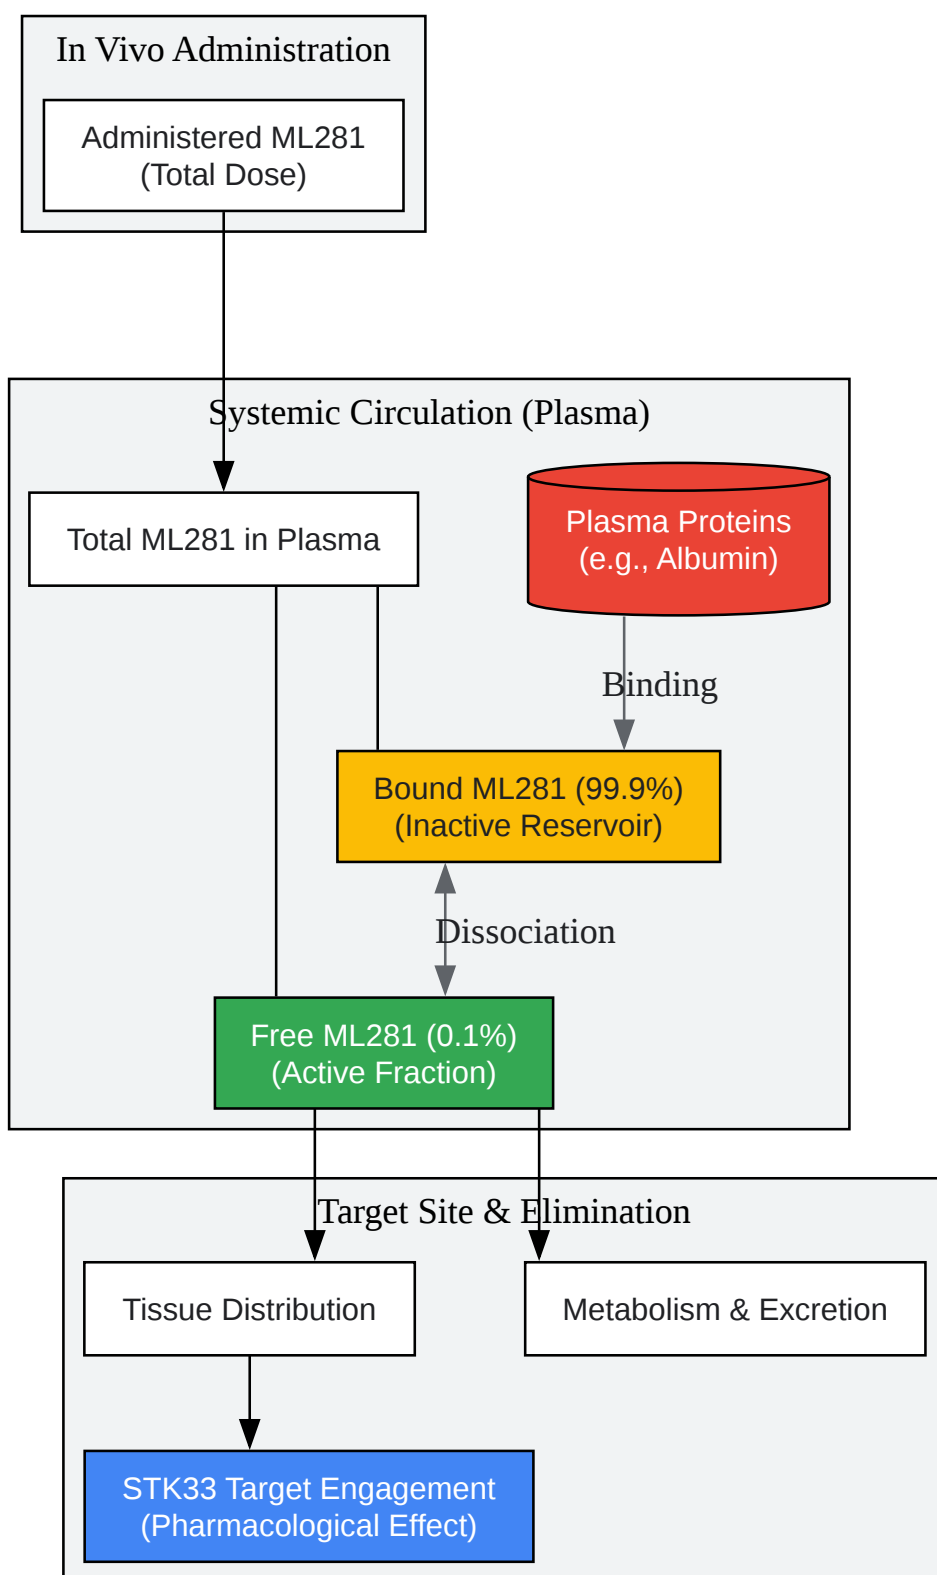 In Vivo Administration
Administered ML281
(Total Dose)
Systemic Circulation (Plasma)
Total ML281 in Plasma
Plasma Proteins
(e.g., Albumin)
Binding
Bound ML281 (99.9%)
(Inactive Reservoir)
Dissociation
Free ML281 (0.1%)
(Active Fraction)
Target Site & Elimination
Tissue Distribution
Metabolism & Excretion
STK33 Target Engagement
(Pharmacological Effect)